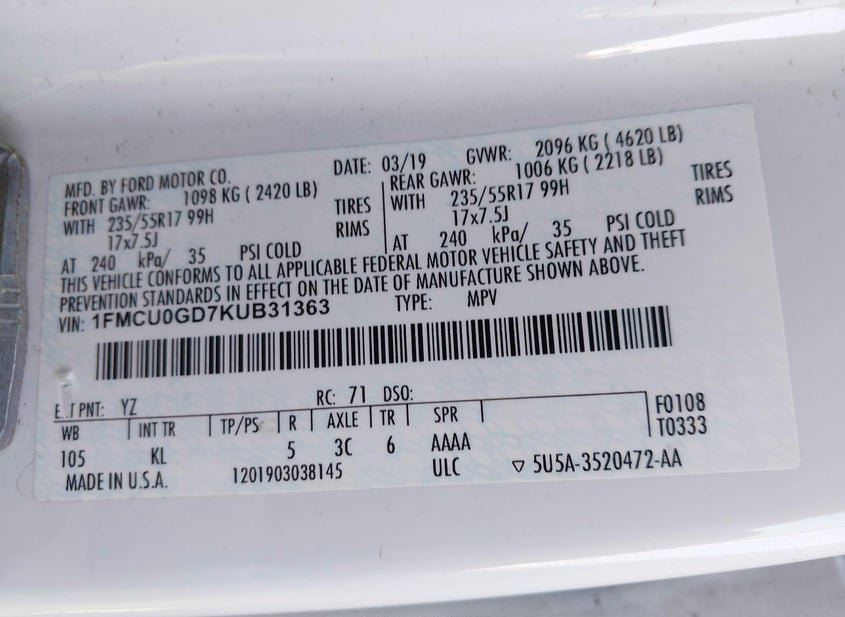 MFD. BY FORD MOTOR CO. DATE: 03/19 GVWR: 2096 KG ( 4620 LB)
FRONT GAWR: 1098 KG ( 2420 LB) REAR GAWR: 1006 KG ( 2218 LB)
WITH 235/55R17 99H TIRES WITH 235/55R17 99H TIRES
17x7.5J RIMS 17x7.5J RIMS
AT 240 kPa/ 35 PSI COLD AT 240 kPa/ 35 PSI COLD
THIS VEHICLE CONFORMS TO ALL APPLICABLE FEDERAL MOTOR VEHICLE SAFETY AND THEFT
PREVENTION STANDARDS IN EFFECT ON THE DATE OF MANUFACTURE SHOWN ABOVE.
VIN: 1FMCU0GD7KUB31363 TYPE: MPV
PNT: YZ RC: 71 DSO:
WB INT TR TP/PS R AXLE TR SPR F0108
105 KL 5 3C 6 AAAA T0333
MADE IN U.S.A. 1201903038145 ULC ▽ 5U5A-3520472-AA